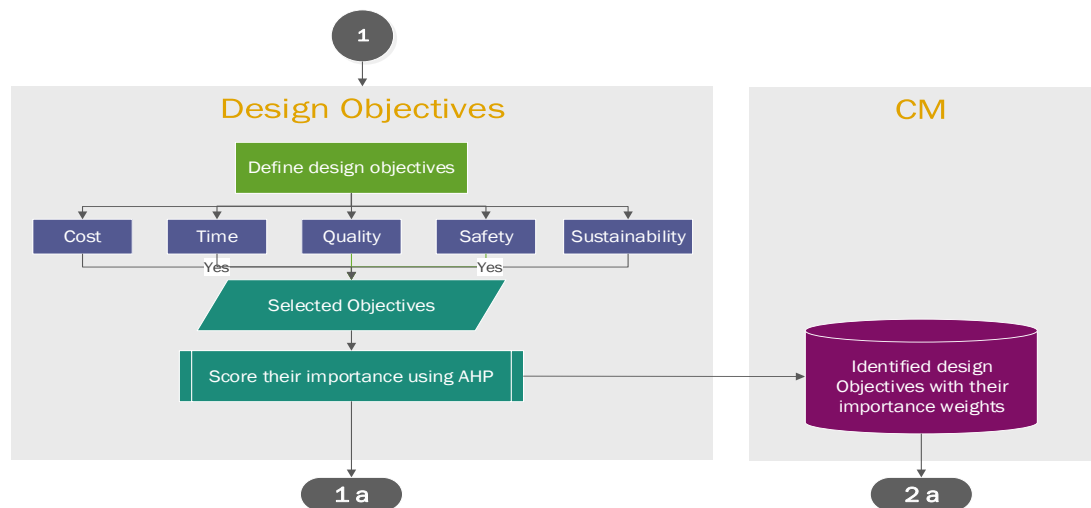 1
Design Objectives
CM
Define design objectives
Cost
Time
Quality
Safety
Sustainability
Yes
Yes
Selected Objectives
Score their importance using AHP
Identified design
Objectives with their
importance weights
1 a
2 a